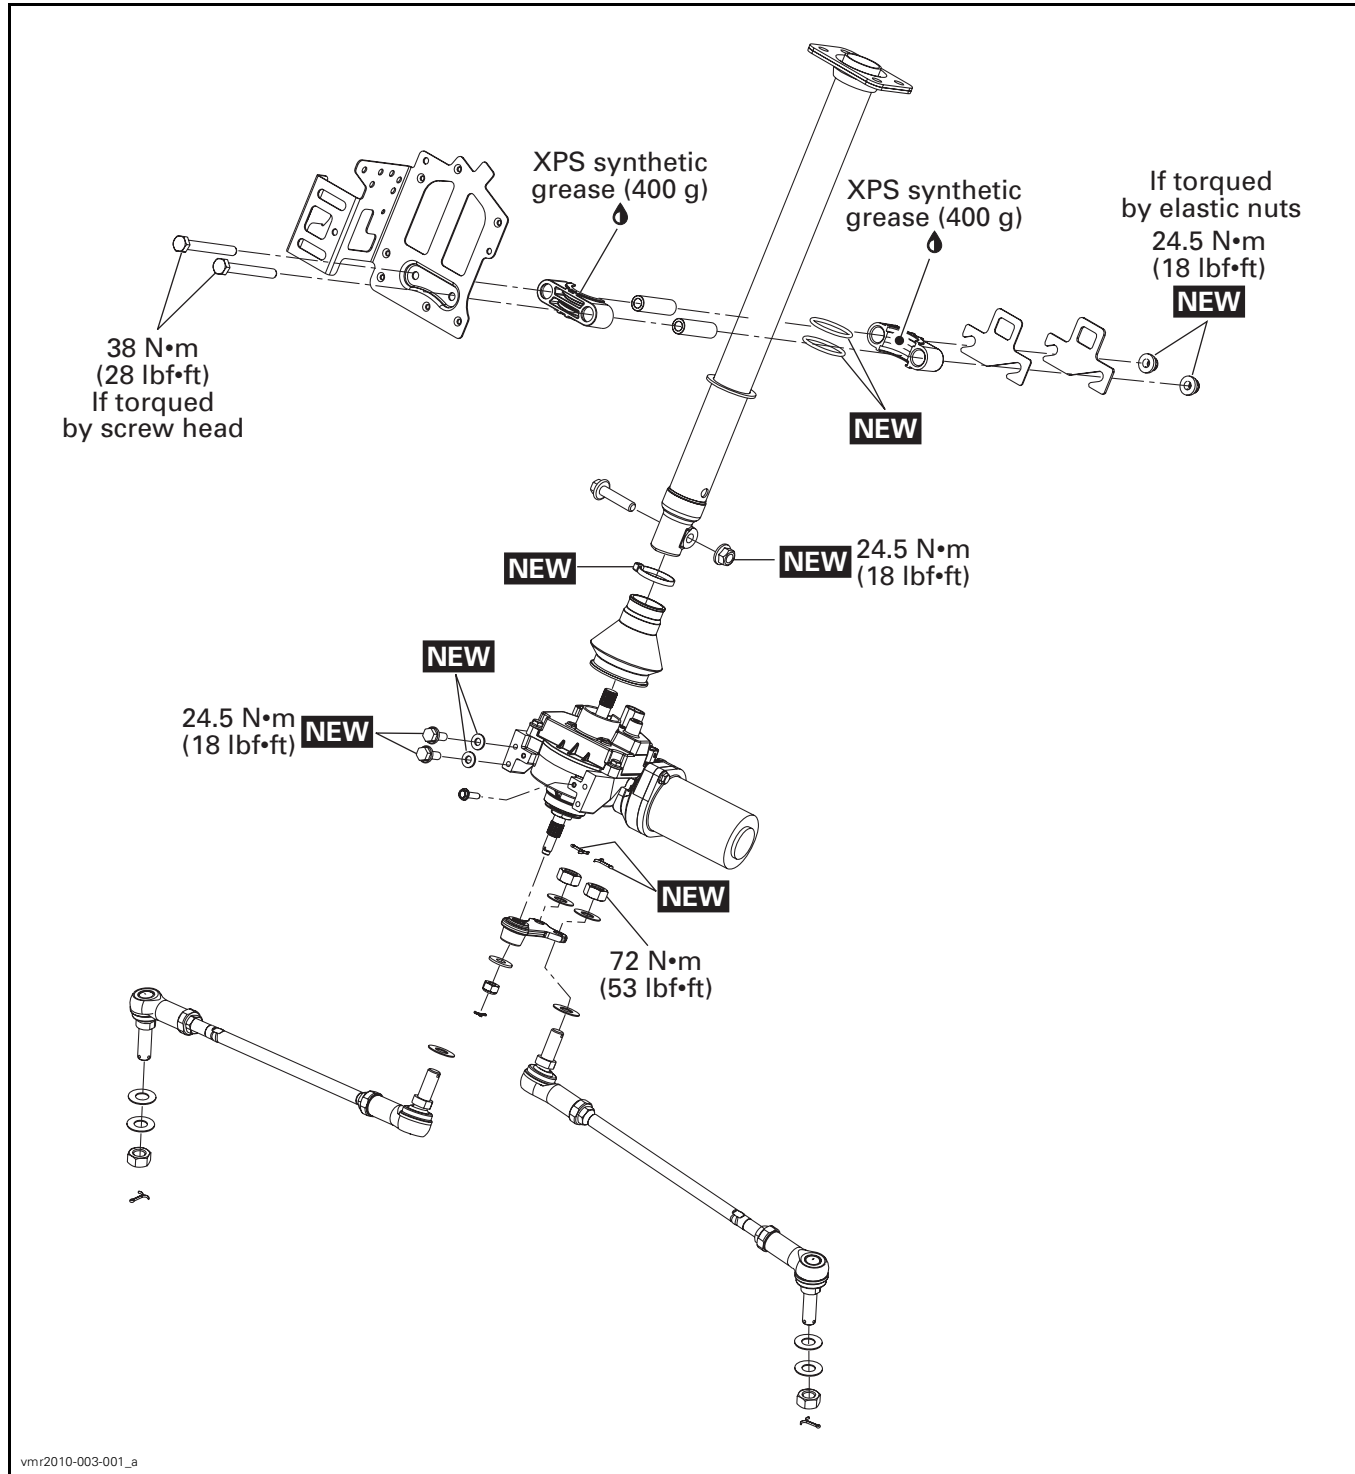 XPS synthetic
grease (400 g)
XPS synthetic
grease (400 g)
If torqued
by elastic nuts
24.5 N•m
(18 lbf•ft)
NEW
38 N•m
(28 lbf•ft)
If torqued
by screw head
NEW
NEW
NEW 24.5 N•m
(18 lbf•ft)
NEW
24.5 N•m
(18 lbf•ft)
NEW
NEW
72 N•m
(53 lbf•ft)
vmr2010-003-001_a